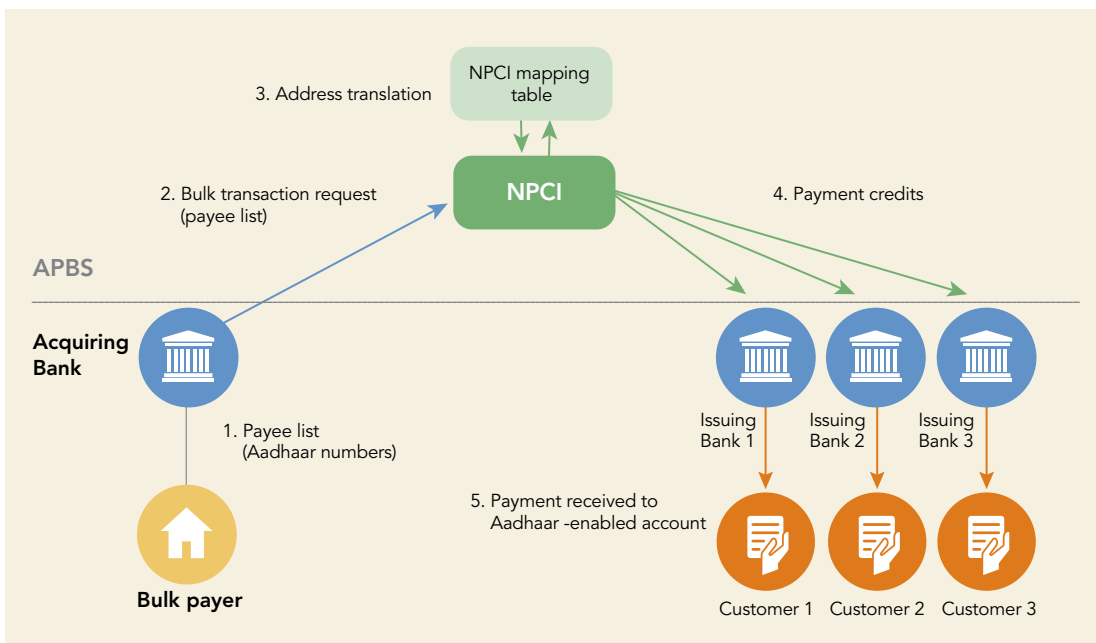 NPCI mapping
table
3. Address translation
NPCI
2. Bulk transaction request
(payee list)
4. Payment credits
APBS
Acquiring
Bank
1. Payee list
(Aadhaar numbers)
Bulk payer
Issuing
Bank 1
Issuing
Bank 2
Issuing
Bank 3
5. Payment received to
Aadhaar -enabled account
Customer 1
Customer 2
Customer 3